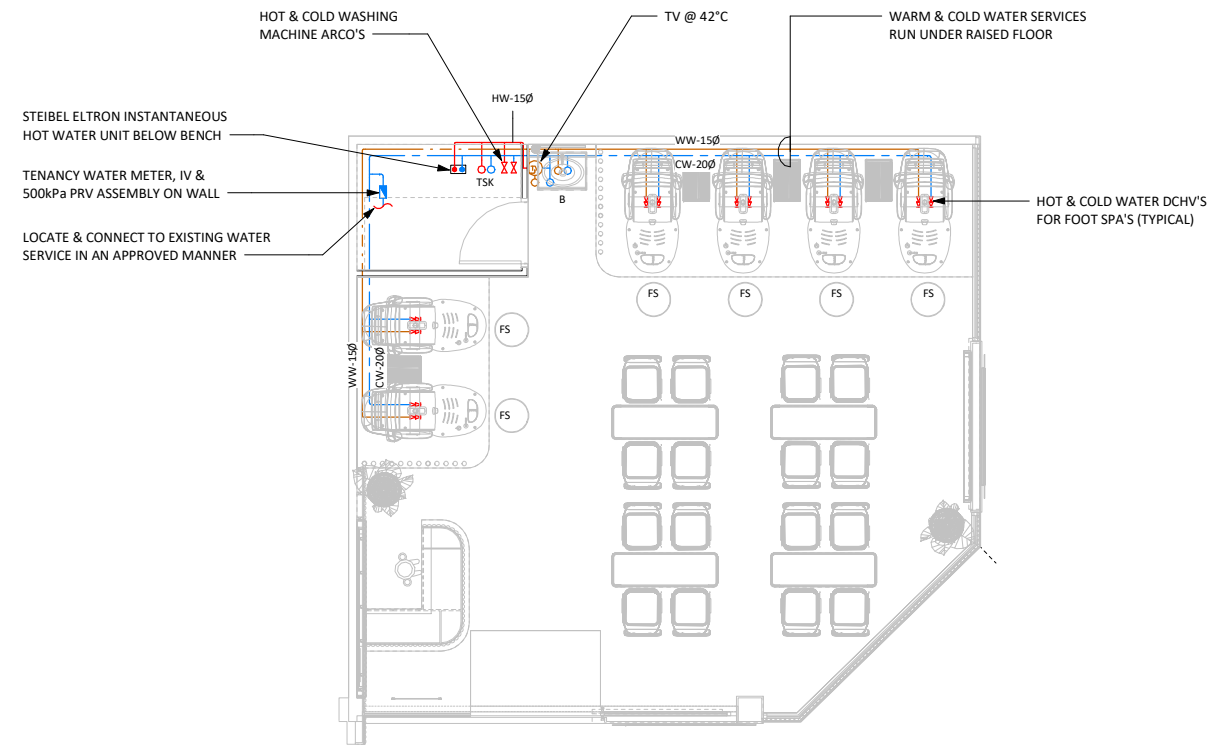 HOT & COLD WASHING
MACHINE ARCO'S
TV @ 42°C
WARM & COLD WATER SERVICES
RUN UNDER RAISED FLOOR
STEIBEL ELTRON INSTANTANEOUS
HOT WATER UNIT BELOW BENCH
HW-15Ø
WW-15Ø
CW-20Ø
TENANCY WATER METER, IV &
500kPa PRV ASSEMBLY ON WALL
TSK
B
HOT & COLD WATER DCHV'S
FOR FOOT SPA'S (TYPICAL)
LOCATE & CONNECT TO EXISTING WATER
SERVICE IN AN APPROVED MANNER
FS
FS
FS
FS
FS
WW-15Ø
CW-20Ø
FS